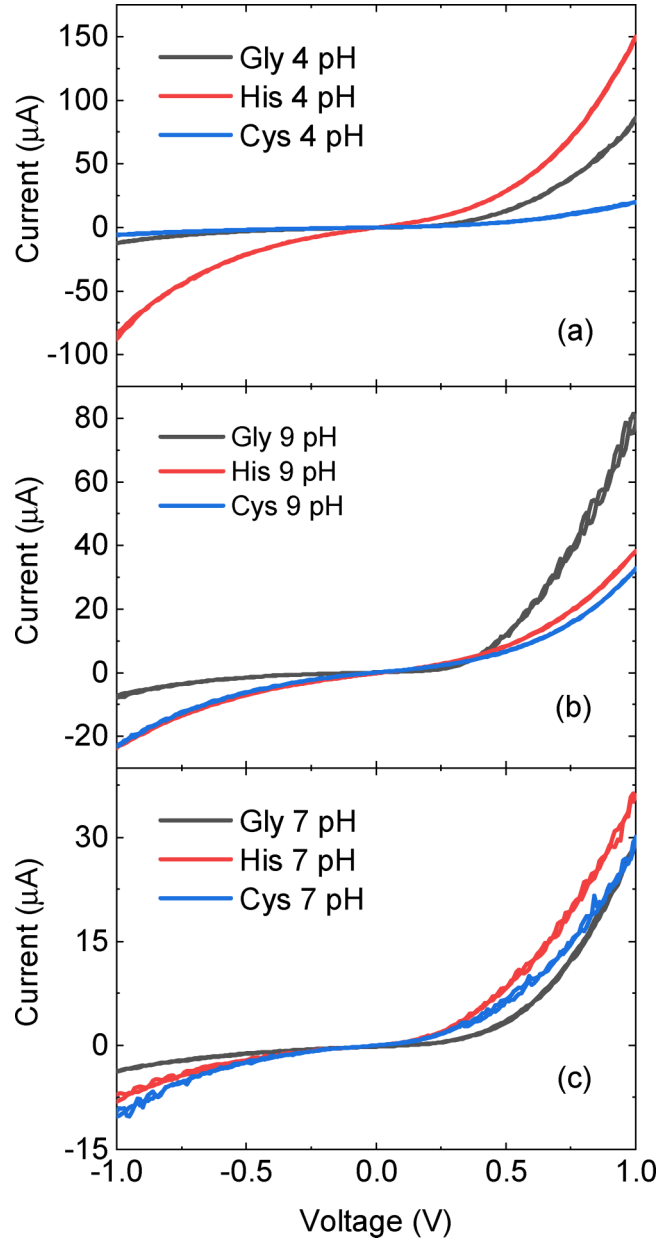 150
100
50
0
-50
-100
Current (μA)
Gly 4 pH
His 4 pH
Cys 4 pH
(a)
80
60
40
20
0
-20
Current (μA)
Gly 9 pH
His 9 pH
Cys 9 pH
(b)
30
15
0
-15
Current (μA)
Gly 7 pH
His 7 pH
Cys 7 pH
(c)
-1.0 -0.5 0.0 0.5 1.0
Voltage (V)